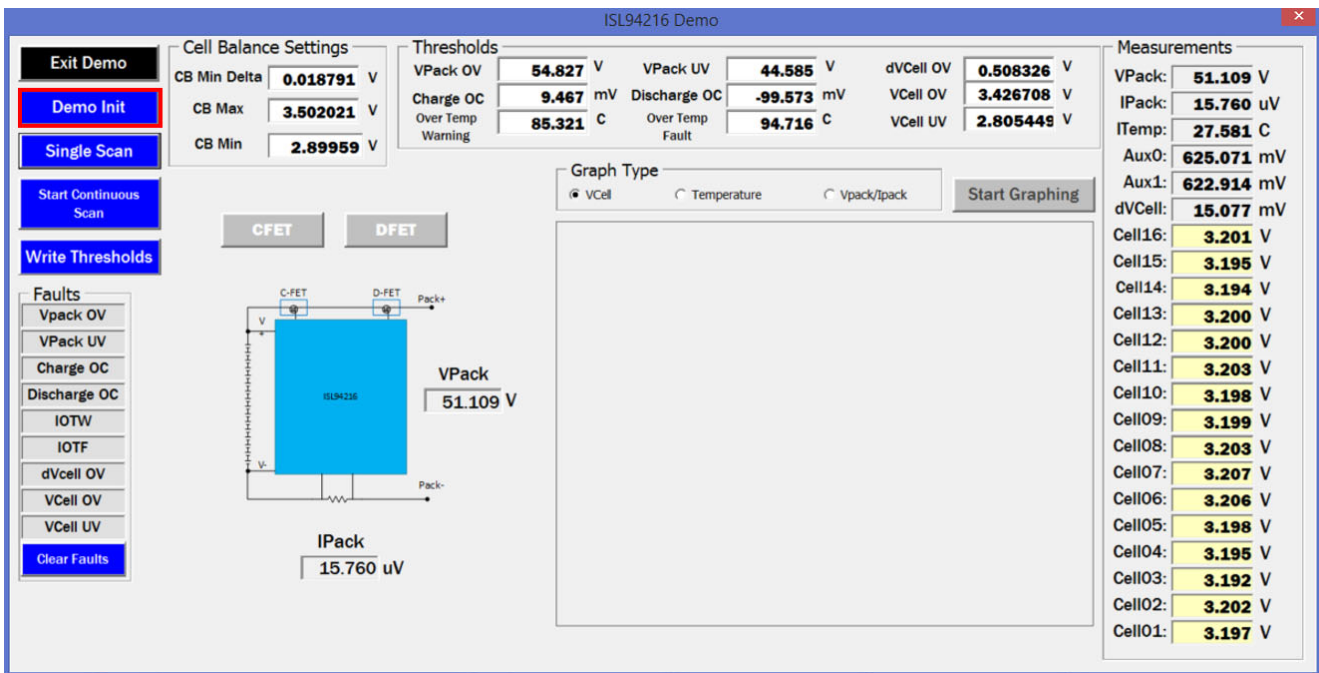 ISL94216 Demo
Exit Demo
Demo Init
Single Scan
Start Continuous
Scan
Write Thresholds
Cell Balance Settings
CB Min Delta 0.018791 V
CB Max 3.502021 V
CB Min 2.89959 V
Thresholds
VPack OV 54.827 V VPack UV 44.585 V dVCell OV 0.508326 V
Charge OC 9.467 mV Discharge OC -99.573 mV VCell OV 3.426708 V
Over Temp
Warning 85.321 C Over Temp
Fault 94.716 C VCell UV 2.805449 V
Graph Type
VCell Temperature Vpack/Ipack
Start Graphing
CFET DFET
C-FET D-FET Pack+
V
+
ISL94216
V-
Pack-
VPack
51.109 V
IPack
15.760 uV
Faults
Vpack OV
VPack UV
Charge OC
Discharge OC
IOTW
IOTF
dVcell OV
VCell OV
VCell UV
Clear Faults
Measurements
VPack: 51.109 V
IPack: 15.760 uV
ITemp: 27.581 C
Aux0: 625.071 mV
Aux1: 622.914 mV
dVCell: 15.077 mV
Cell16: 3.201 V
Cell15: 3.195 V
Cell14: 3.194 V
Cell13: 3.200 V
Cell12: 3.200 V
Cell11: 3.203 V
Cell10: 3.198 V
Cell09: 3.199 V
Cell08: 3.203 V
Cell07: 3.207 V
Cell06: 3.206 V
Cell05: 3.198 V
Cell04: 3.195 V
Cell03: 3.192 V
Cell02: 3.202 V
Cell01: 3.197 V